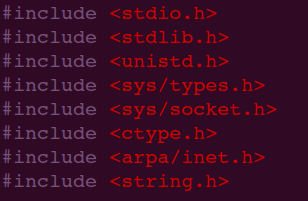 #include <stdio.h>
#include <stdlib.h>
#include <unistd.h>
#include <sys/types.h>
#include <sys/socket.h>
#include <ctype.h>
#include <arpa/inet.h>
#include <string.h>